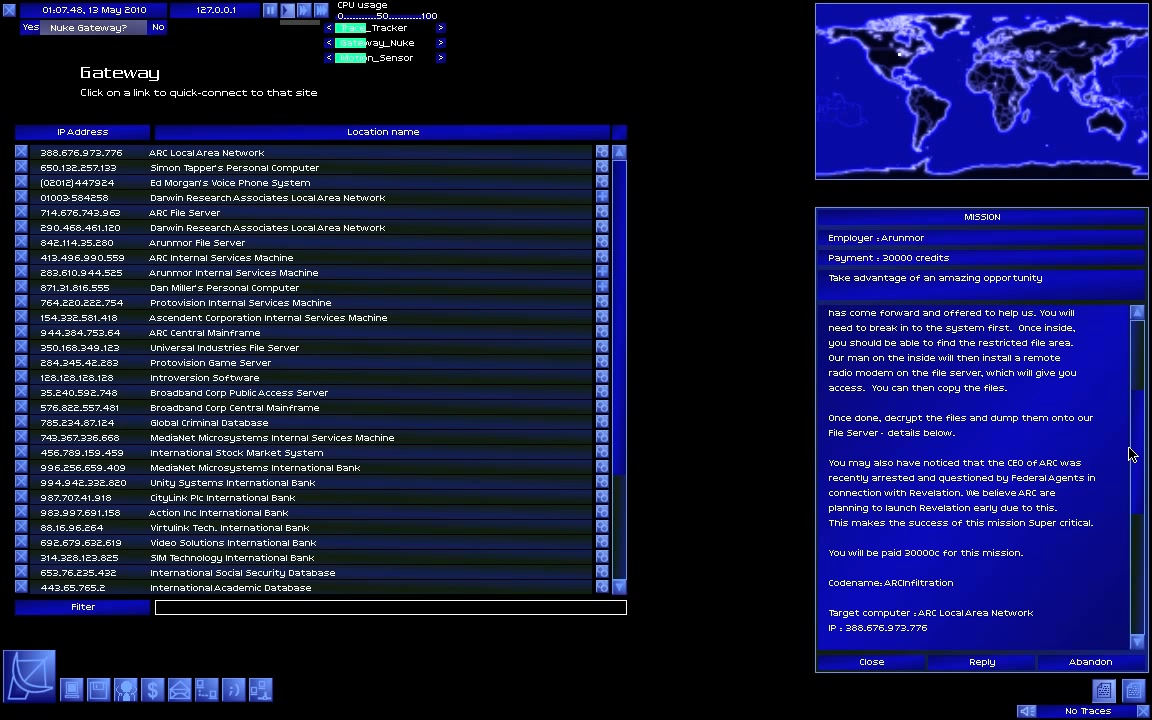 01:07.48, 13 May 2010
127.0.0.1
CPU usage
0..........50..........100
Yes
Nuke Gateway?
No
< Trace_Tracker >
< Gateway_Nuke >
< Motion_Sensor >
Gateway
Click on a link to quick-connect to that site
IP Address
Location name
388.676.973.776 ARC Local Area Network
650.132.257.133 Simon Tapper's Personal Computer
(02012)447924 Ed Morgan's Voice Phone System
01003-584258 Darwin Research Associates Local Area Network
714.676.743.963 ARC File Server
290.468.461.120 Darwin Research Associates Local Area Network
842.114.35.280 Arunmor File Server
413.496.990.559 ARC Internal Services Machine
283.610.944.525 Arunmor Internal Services Machine
871.31.816.555 Dan Miller's Personal Computer
764.220.222.754 Protovision Internal Services Machine
154.332.581.418 Ascendent Corporation Internal Services Machine
944.384.753.64 ARC Central Mainframe
350.168.349.123 Universal Industries File Server
284.345.42.283 Protovision Game Server
128.128.128.128 Introversion Software
35.240.592.748 Broadband Corp Public Access Server
576.822.557.481 Broadband Corp Central Mainframe
785.234.87.124 Global Criminal Database
743.367.336.668 MediaNet Microsystems Internal Services Machine
456.789.159.459 International Stock Market System
996.256.659.409 MediaNet Microsystems International Bank
994.942.332.820 Unity Systems International Bank
987.707.41.918 CityLink Plc International Bank
983.997.691.158 Action Inc International Bank
88.16.96.264 Virtulink Tech. International Bank
692.679.632.619 Video Solutions International Bank
314.328.123.825 SIM Technology International Bank
653.76.235.432 International Social Security Database
443.65.765.2 International Academic Database
Filter
MISSION
Employer : Arunmor
Payment : 30000 credits
Take advantage of an amazing opportunity
has come forward and offered to help us. You will
need to break in to the system first. Once inside,
you should be able to find the restricted file area.
Our man on the inside will then install a remote
radio modem on the file server, which will give you
access. You can then copy the files.
Once done, decrypt the files and dump them onto our
File Server - details below.
You may also have noticed that the CEO of ARC was
recently arrested and questioned by Federal Agents in
connection with Revelation. We believe ARC are
planning to launch Revelation early due to this.
This makes the success of this mission Super critical.
You will be paid 30000c for this mission.
Codename: ARCInfiltration
Target computer : ARC Local Area Network
IP : 388.676.973.776
Close
Reply
Abandon
No Traces